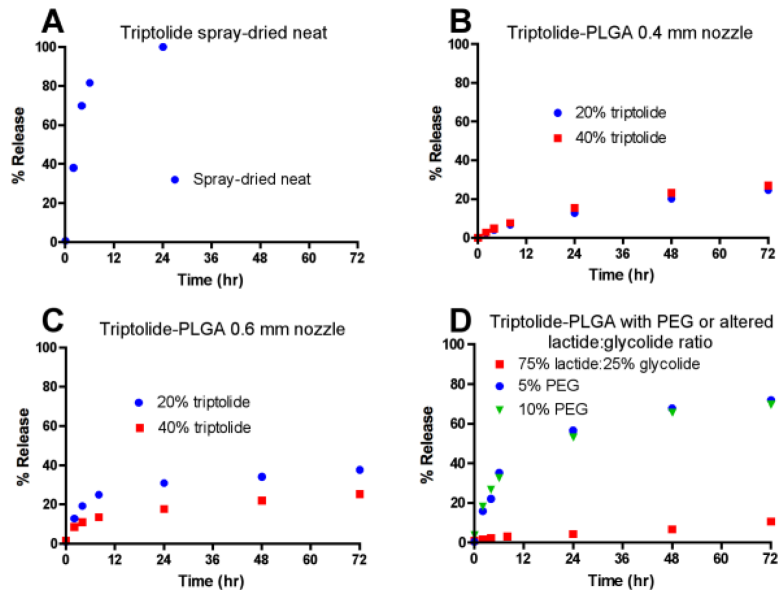 A
Triptolide spray-dried neat
100
80
60
40
20
0
% Release
Spray-dried neat
0 12 24 36 48 60 72
Time (hr)
B
Triptolide-PLGA 0.4 mm nozzle
100
80
60
40
20
0
% Release
20% triptolide
40% triptolide
0 12 24 36 48 60 72
Time (hr)
C
Triptolide-PLGA 0.6 mm nozzle
100
80
60
40
20
0
% Release
20% triptolide
40% triptolide
0 12 24 36 48 60 72
Time (hr)
D
Triptolide-PLGA with PEG or altered
lactide:glycolide ratio
100
80
60
40
20
0
% Release
75% lactide:25% glycolide
5% PEG
10% PEG
0 12 24 36 48 60 72
Time (hr)